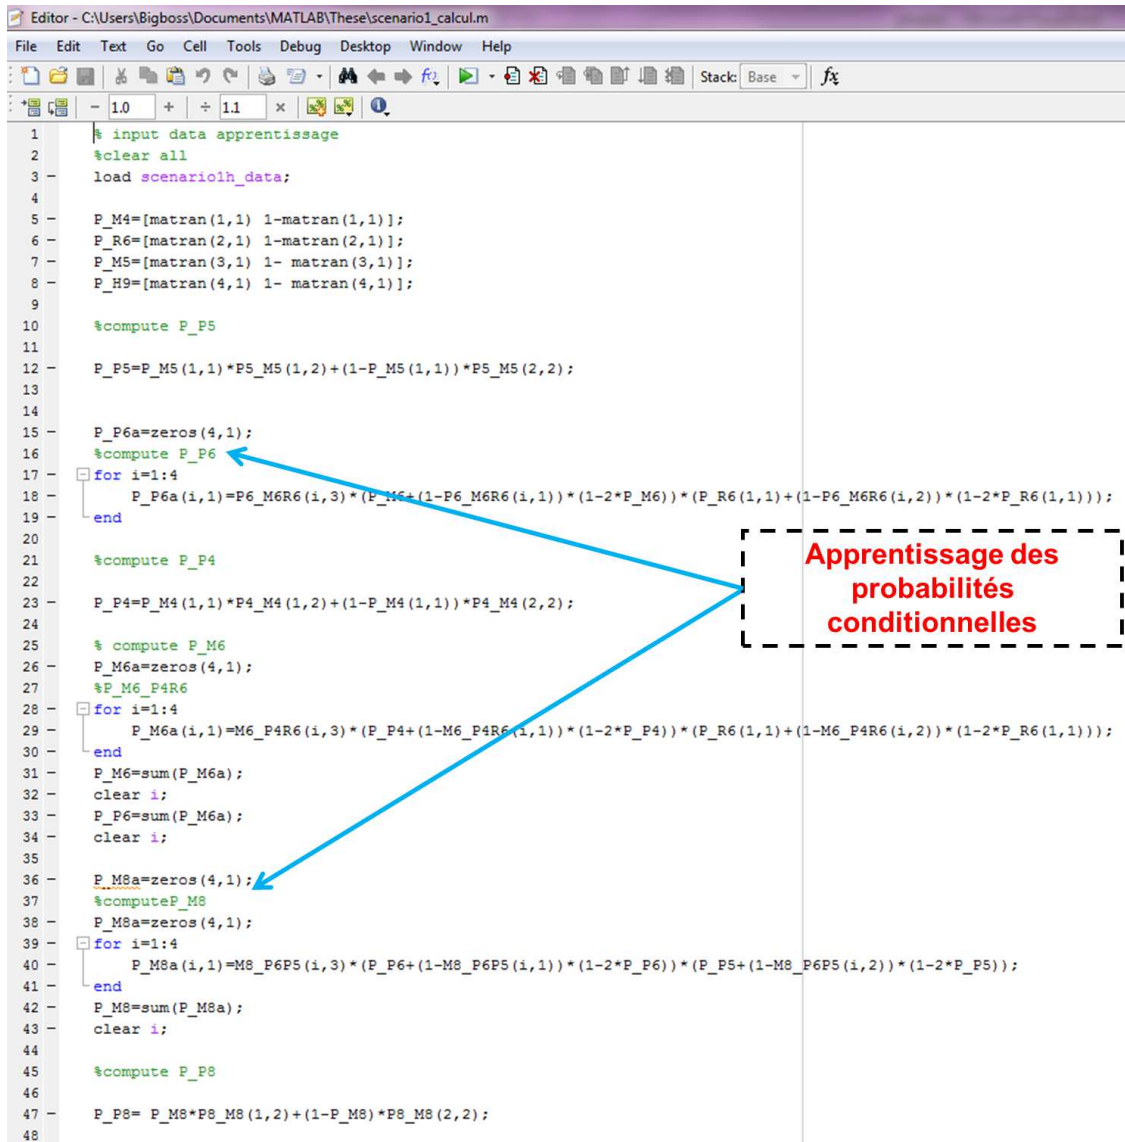 Editor - C:\Users\Bigboss\Documents\MATLAB\These\scenario1_calcul.m
File Edit Text Go Cell Tools Debug Desktop Window Help
Stack: Base fx
- 1.0 + ÷ 1.1 ×
1 % input data apprentissage
2 %clear all
3 - load scenario1h_data;
4
5 - P_M4=[matran(1,1) 1-matran(1,1)];
6 - P_R6=[matran(2,1) 1-matran(2,1)];
7 - P_M5=[matran(3,1) 1- matran(3,1)];
8 - P_H9=[matran(4,1) 1- matran(4,1)];
9
10 %compute P_P5
11
12 - P_P5=P_M5(1,1)*P5_M5(1,2)+(1-P_M5(1,1))*P5_M5(2,2);
13
14
15 - P_P6a=zeros(4,1);
16 %compute P_P6
17 - for i=1:4
18 - P_P6a(i,1)=P6_M6R6(i,3)*(P_M6+(1-P6_M6R6(i,1))*(1-2*P_M6))*(P_R6(1,1)+(1-P6_M6R6(i,2))*(1-2*P_R6(1,1)));
19 - end
20
21 %compute P_P4
22
23 - P_P4=P_M4(1,1)*P4_M4(1,2)+(1-P_M4(1,1))*P4_M4(2,2);
24
25 % compute P_M6
26 - P_M6a=zeros(4,1);
27 %P_M6_P4R6
28 - for i=1:4
29 - P_M6a(i,1)=M6_P4R6(i,3)*(P_P4+(1-M6_P4R6(i,1))*(1-2*P_P4))*(P_R6(1,1)+(1-M6_P4R6(i,2))*(1-2*P_R6(1,1)));
30 - end
31 - P_M6=sum(P_M6a);
32 - clear i;
33 - P_P6=sum(P_M6a);
34 - clear i;
35
36 - P_M8a=zeros(4,1);
37 %computeP_M8
38 - P_M8a=zeros(4,1);
39 - for i=1:4
40 - P_M8a(i,1)=M8_P6P5(i,3)*(P_P6+(1-M8_P6P5(i,1))*(1-2*P_P6))*(P_P5+(1-M8_P6P5(i,2))*(1-2*P_P5));
41 - end
42 - P_M8=sum(P_M8a);
43 - clear i;
44
45 %compute P_P8
46
47 - P_P8= P_M8*P8_M8(1,2)+(1-P_M8)*P8_M8(2,2);
48
Apprentissage des
probabilités
conditionnelles